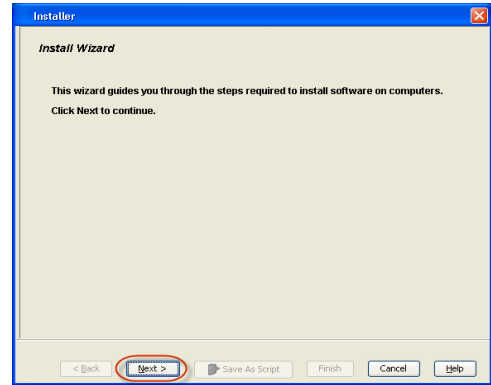 Installer
Install Wizard
This wizard guides you through the steps required to install software on computers.
Click Next to continue.
< Back Next > Save As Script Finish Cancel Help